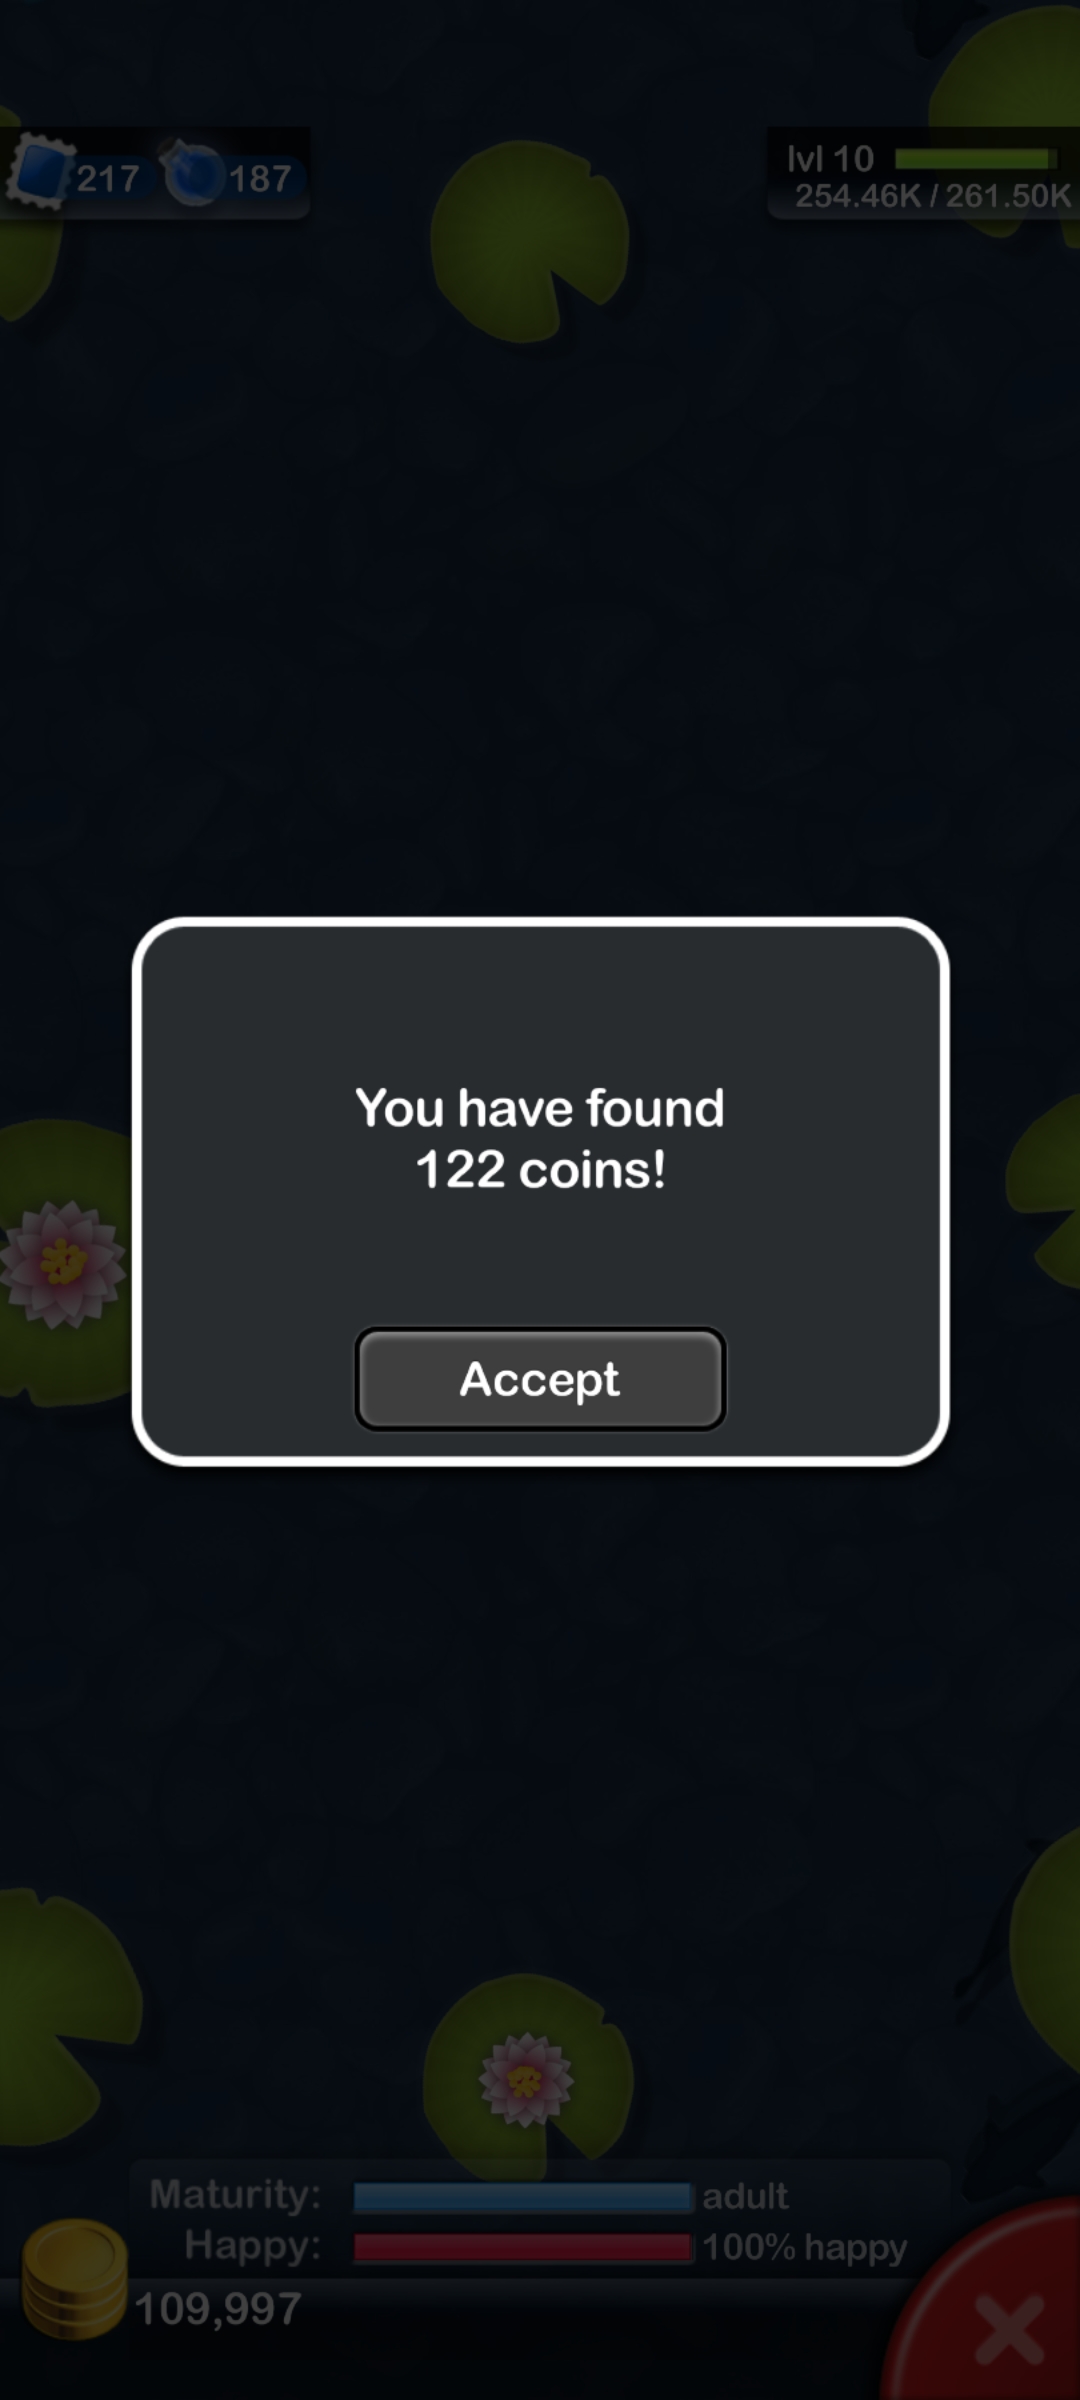 217 187
lvl 10
254.46K / 261.50K
You have found
122 coins!
Accept
Maturity: adult
Happy: 100% happy
109,997